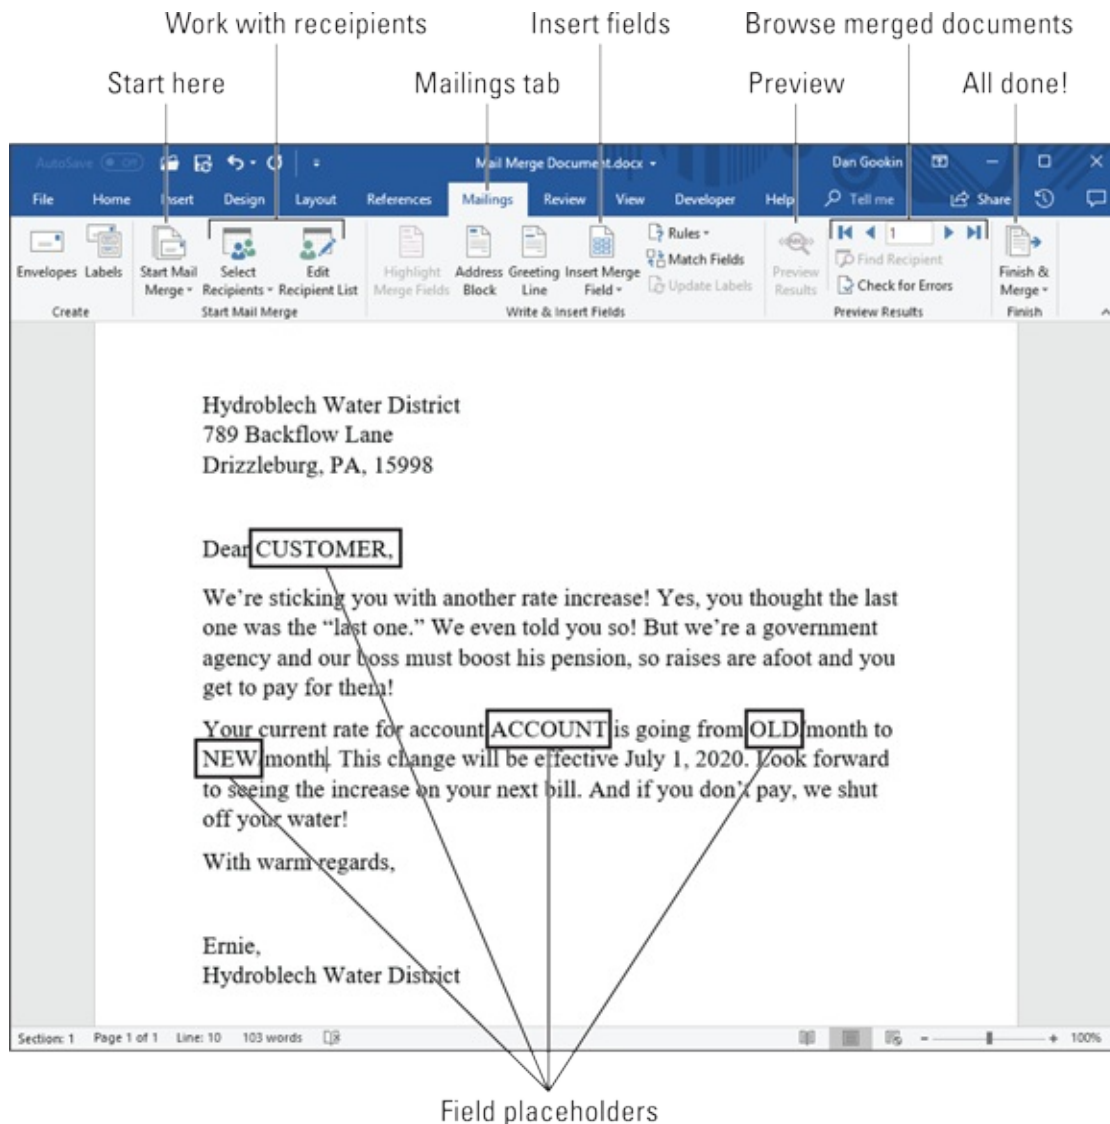 Work with receipients Insert fields Browse merged documents
Start here Mailings tab Preview All done!
AutoSave Off Mail Merge Document.docx Dan Gookin
File Home Insert Design Layout References Mailings Review View Developer Help Tell me Share
Envelopes Labels Start Mail Merge Select Recipients Edit Recipient List Highlight Merge Fields Address Block Greeting Line Insert Merge Field Rules Match Fields Update Labels Preview Results 1 Find Recipient Check for Errors Finish & Merge
Create Start Mail Merge Write & Insert Fields Preview Results Finish
Hydroblech Water District
789 Backflow Lane
Drizzleburg, PA, 15998
Dear CUSTOMER,
We’re sticking you with another rate increase! Yes, you thought the last
one was the “last one.” We even told you so! But we’re a government
agency and our boss must boost his pension, so raises are afoot and you
get to pay for them!
Your current rate for account ACCOUNT is going from OLD/month to
NEW/month. This change will be effective July 1, 2020. Look forward
to seeing the increase on your next bill. And if you don’t pay, we shut
off your water!
With warm regards,
Ernie,
Hydroblech Water District
Section: 1 Page 1 of 1 Line: 10 103 words 100%
Field placeholders